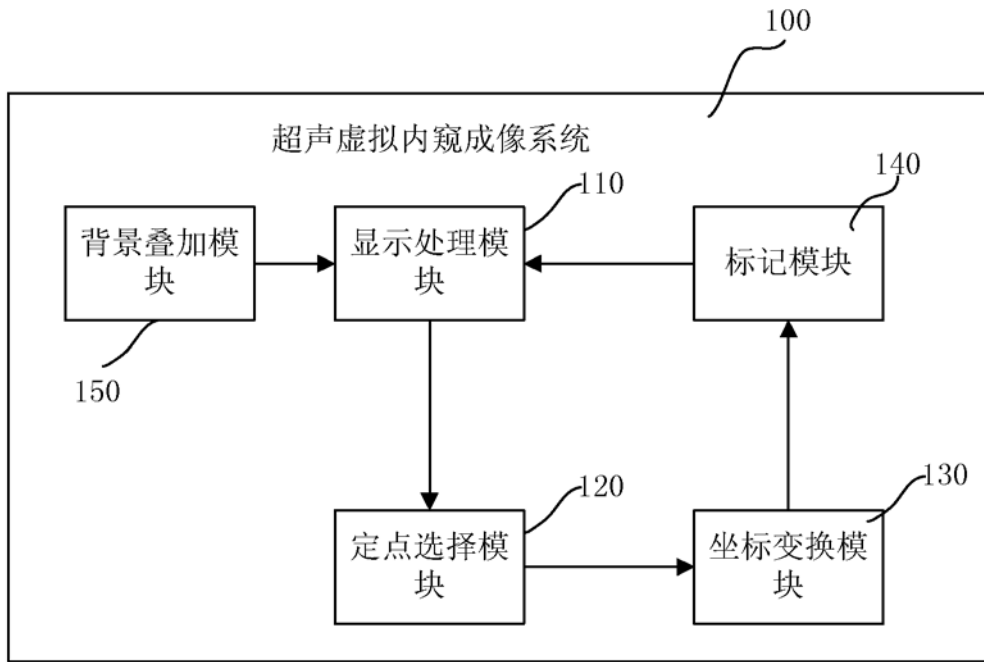 100
超声虚拟内窥成像系统
110
140
背景叠加模
块
显示处理模
块
标记模块
150
120
130
定点选择模
块
坐标变换模
块